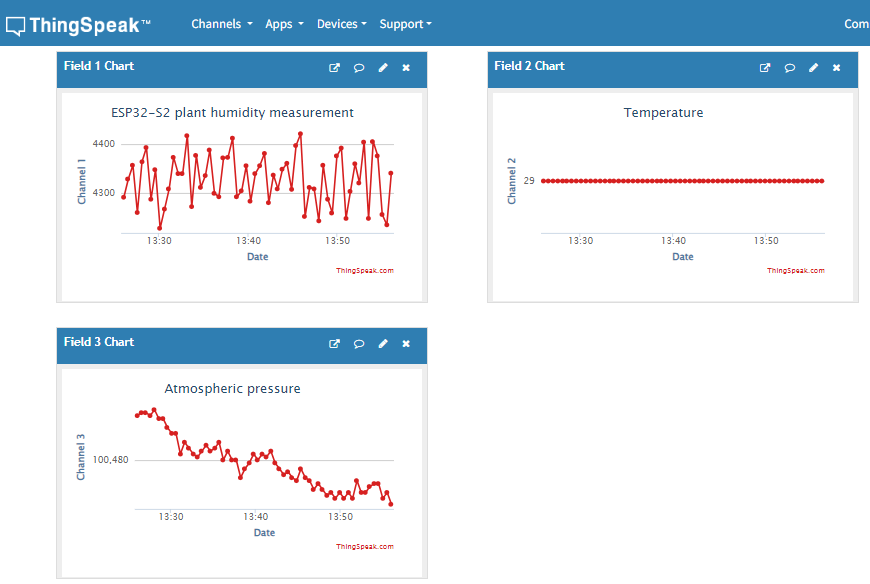 ThingSpeak™ Channels Apps Devices Support Com
Field 1 Chart
ESP32-S2 plant humidity measurement
Channel 1
4400
4300
13:30 13:40 13:50
Date
ThingSpeak.com
Field 2 Chart
Temperature
Channel 2
29
13:30 13:40 13:50
Date
ThingSpeak.com
Field 3 Chart
Atmospheric pressure
Channel 3
100,480
13:30 13:40 13:50
Date
ThingSpeak.com